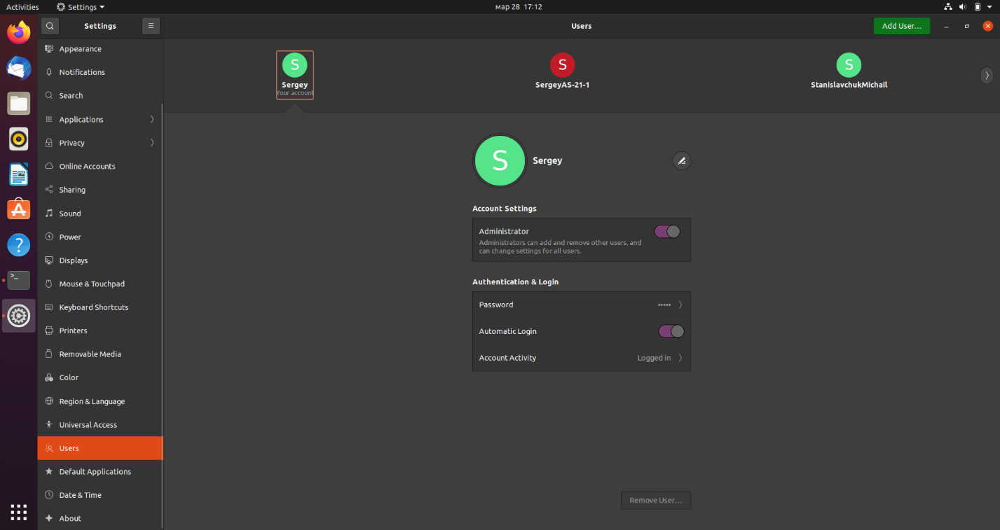 Activities
Settings
мар 28 17:12
Settings
Users
Add User...
Appearance
Notifications
Search
Applications
Privacy
Online Accounts
Sharing
Sound
Power
Displays
Mouse & Touchpad
Keyboard Shortcuts
Printers
Removable Media
Color
Region & Language
Universal Access
Users
Default Applications
Date & Time
About
S
Sergey
Your account
S
SergeyAS-21-1
S
StanislavchukMichail
S
Sergey
Account Settings
Administrator
Administrators can add and remove other users, and
can change settings for all users.
Authentication & Login
Password •••••
Automatic Login
Account Activity Logged in
Remove User...